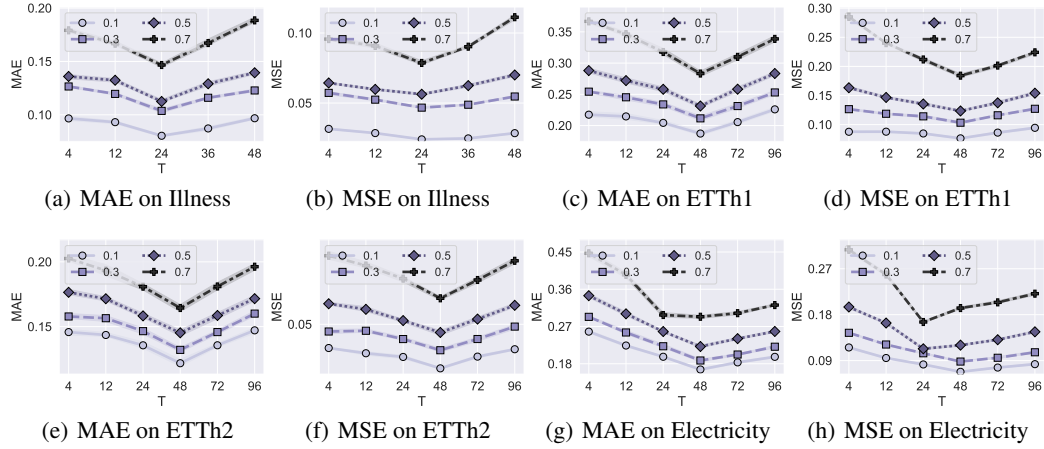 0.20
0.15
0.10
MAE
0.1
0.3
0.5
0.7
4 12 24 36 48
T
(a) MAE on Illness
0.10
0.05
MSE
0.1
0.3
0.5
0.7
4 12 24 36 48
T
(b) MSE on Illness
0.35
0.30
0.25
0.20
MAE
0.1
0.3
0.5
0.7
4 12 24 48 72 96
T
(c) MAE on ETTh1
0.30
0.25
0.20
0.15
0.10
MSE
0.1
0.3
0.5
0.7
4 12 24 48 72 96
T
(d) MSE on ETTh1
0.20
0.15
MAE
0.1
0.3
0.5
0.7
4 12 24 48 72 96
T
(e) MAE on ETTh2
0.05
MSE
0.1
0.3
0.5
0.7
4 12 24 48 72 96
T
(f) MSE on ETTh2
0.45
0.36
0.27
0.18
MAE
0.1
0.3
0.5
0.7
4 12 24 48 72 96
T
(g) MAE on Electricity
0.27
0.18
0.09
MSE
0.1
0.3
0.5
0.7
4 12 24 48 72 96
T
(h) MSE on Electricity